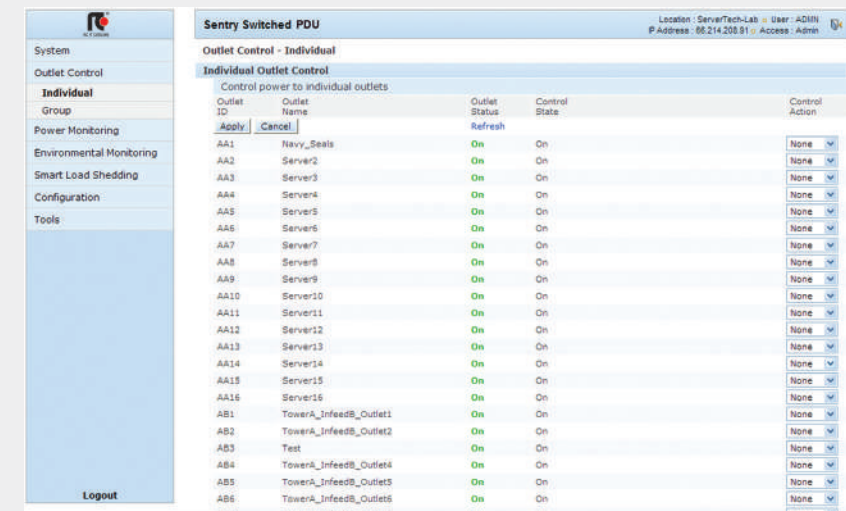 Sentry Switched PDU
Location : ServerTech-Lab User : ADMN
IP Address : 66.214.208.91 Access : Admin
System
Outlet Control
Individual
Group
Power Monitoring
Environmental Monitoring
Smart Load Shedding
Configuration
Tools
Logout
Outlet Control - Individual
Individual Outlet Control
Control power to individual outlets
Outlet ID Outlet Name Outlet Status Control State Control Action
Apply Cancel Refresh
AA1 Navy_Seals On On None
AA2 Server2 On On None
AA3 Server3 On On None
AA4 Server4 On On None
AA5 Server5 On On None
AA6 Server6 On On None
AA7 Server7 On On None
AA8 Server8 On On None
AA9 Server9 On On None
AA10 Server10 On On None
AA11 Server11 On On None
AA12 Server12 On On None
AA13 Server13 On On None
AA14 Server14 On On None
AA15 Server15 On On None
AA16 Server16 On On None
AB1 TowerA_InfeedB_Outlet1 On On None
AB2 TowerA_InfeedB_Outlet2 On On None
AB3 Test On On None
AB4 TowerA_InfeedB_Outlet4 On On None
AB5 TowerA_InfeedB_Outlet5 On On None
AB6 TowerA_InfeedB_Outlet6 On On None